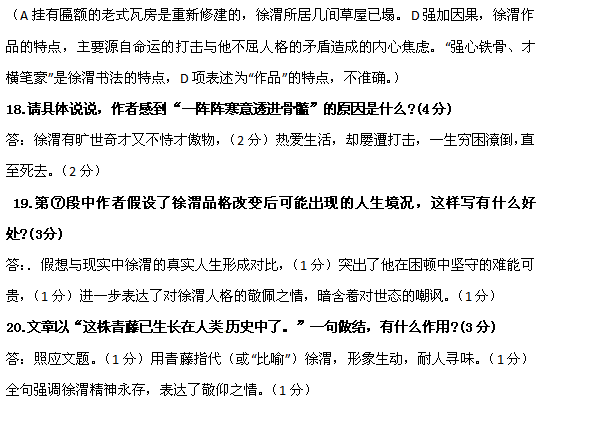 （A 挂有匾额的老式瓦房是重新修建的，徐渭所居几间草屋已塌。D 强加因果，徐渭作
品的特点，主要源自命运的打击与他不屈人格的矛盾造成的内心焦虑。“强心铁骨、才
横笔蒙”是徐渭书法的特点，D 项表述为“作品”的特点，不准确。）
18.请具体说说，作者感到“一阵阵寒意透进骨髓”的原因是什么?(4 分)
答：徐渭有旷世奇才又不恃才傲物，（2 分）热爱生活，却屡遭打击，一生穷困潦倒，直
至死去。（2 分）
19.第⑦段中作者假设了徐渭品格改变后可能出现的人生境况，这样写有什么好
处?(3分)
答：．假想与现实中徐渭的真实人生形成对比，（1 分）突出了他在困顿中坚守的难能可
贵，（1 分）进一步表达了对徐渭人格的敬佩之情，暗含着对世态的嘲讽。（1 分）
20.文章以“这株青藤已生长在人类历史中了。”一句做结，有什么作用?(3 分)
答：照应文题。（1 分）用青藤指代（或“比喻”）徐渭，形象生动，耐人寻味。（1 分）
全句强调徐渭精神永存，表达了敬仰之情。（1 分）